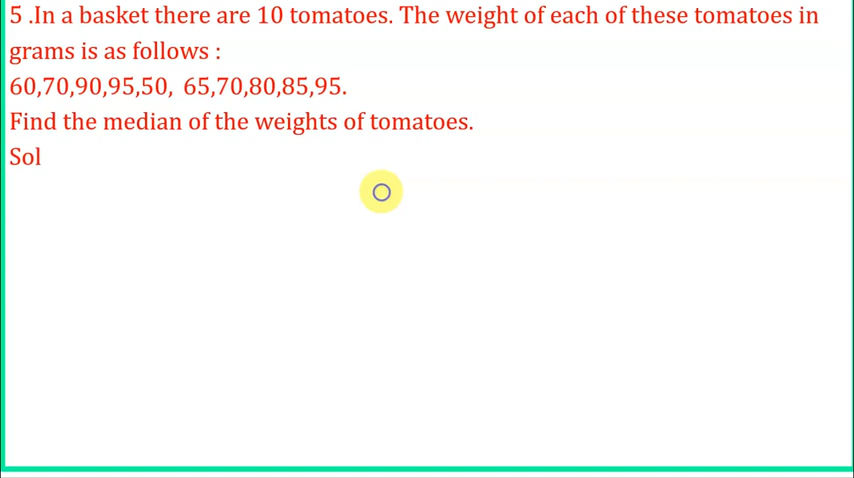 5 .In a basket there are 10 tomatoes. The weight of each of these tomatoes in
grams is as follows :
60,70,90,95,50,  65,70,80,85,95.
Find the median of the weights of tomatoes.
Sol